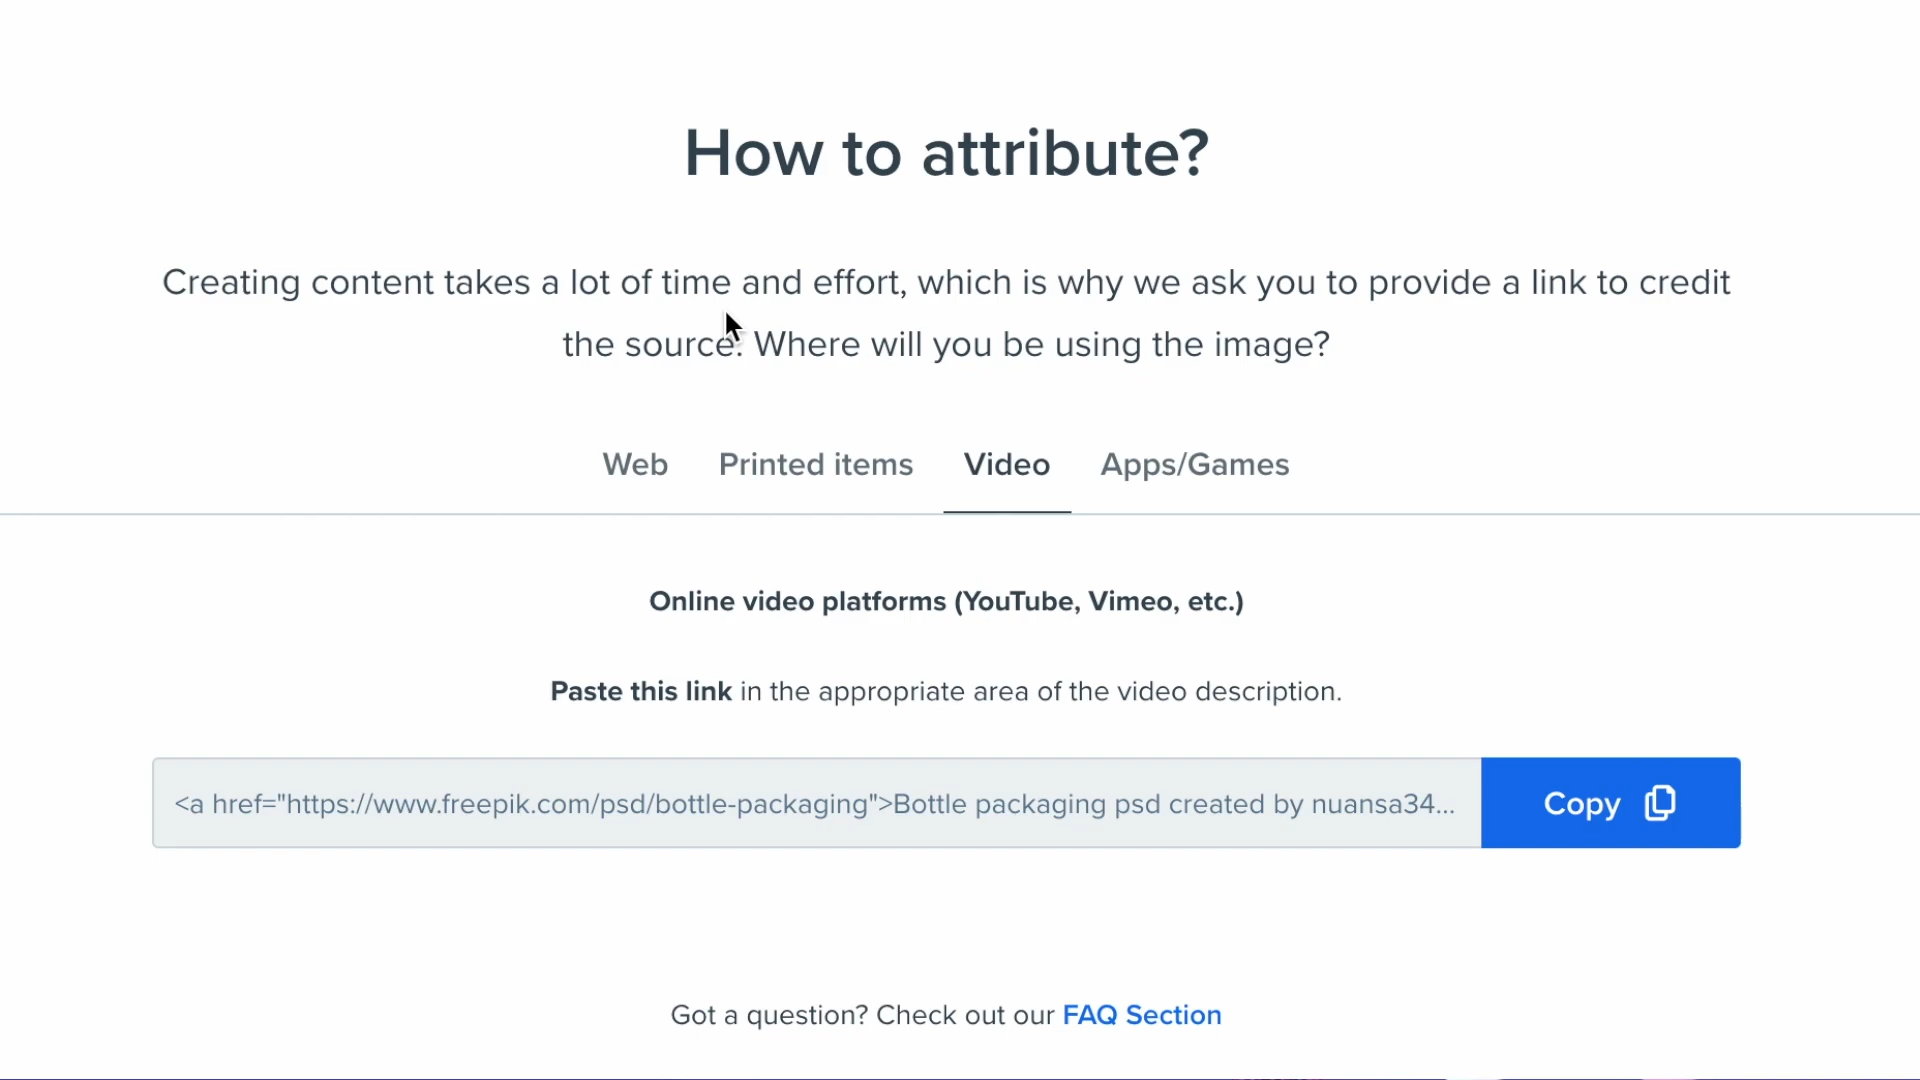 How to attribute?
Creating content takes a lot of time and effort, which is why we ask you to provide a link to credit
the source. Where will you be using the image?
Web Printed items Video Apps/Games
Online video platforms (YouTube, Vimeo, etc.)
Paste this link in the appropriate area of the video description.
<a href="https://www.freepik.com/psd/bottle-packaging">Bottle packaging psd created by nuansa34... Copy
Got a question? Check out our FAQ Section